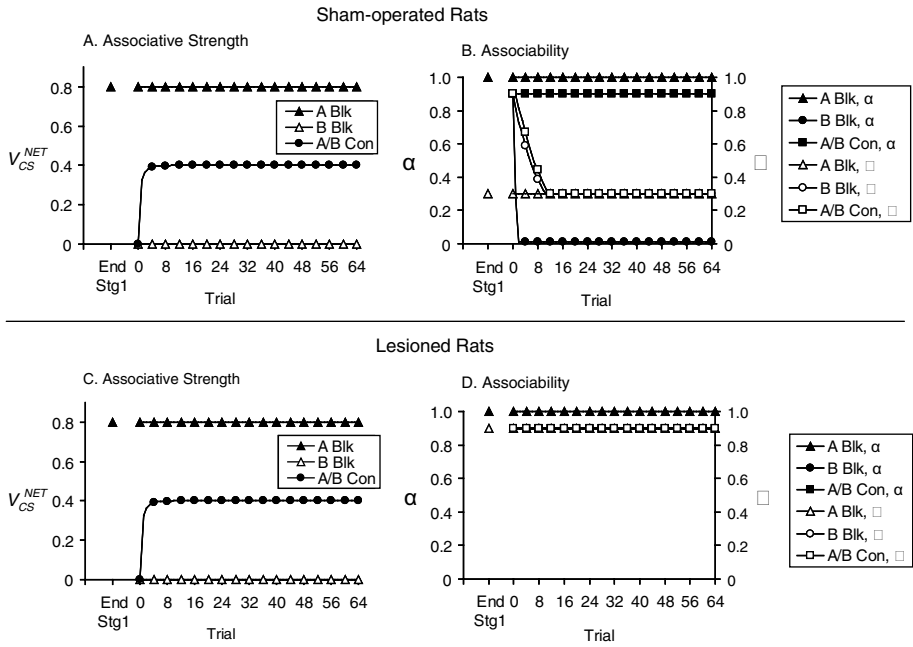 Sham-operated Rats
A. Associative Strength
0.8
0.6
0.4
0.2
0
V_CS^NET
A Blk
B Blk
A/B Con
End
Stg1
0 8 16 24 32 40 48 56 64
Trial
B. Associability
1.0
0.8
0.6
0.4
0.2
0
α
1.0
0.8
0.6
0.4
0.2
0
□
End
Stg1
0 8 16 24 32 40 48 56 64
Trial
A Blk, α
B Blk, α
A/B Con, α
A Blk, □
B Blk, □
A/B Con, □
Lesioned Rats
C. Associative Strength
0.8
0.6
0.4
0.2
0
V_CS^NET
A Blk
B Blk
A/B Con
End
Stg1
0 8 16 24 32 40 48 56 64
Trial
D. Associability
1.0
0.8
0.6
0.4
0.2
0
α
1.0
0.8
0.6
0.4
0.2
0
□
End
Stg1
0 8 16 24 32 40 48 56 64
Trial
A Blk, α
B Blk, α
A/B Con, α
A Blk, □
B Blk, □
A/B Con, □